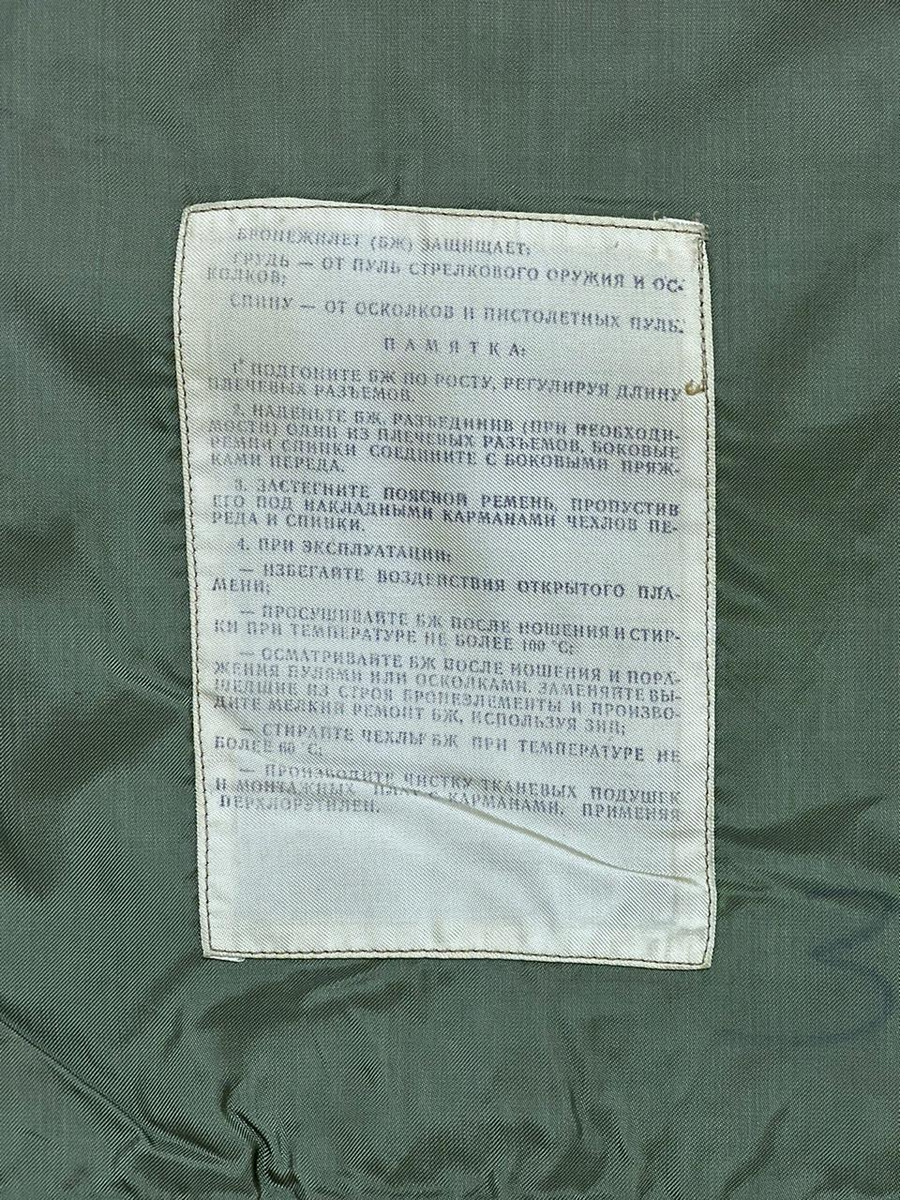 БРОНЕЖИЛЕТ (БЖ) ЗАЩИЩАЕТ:
ГРУДЬ — ОТ ПУЛЬ СТРЕЛКОВОГО ОРУЖИЯ И ОС-
КОЛКОВ;
СПИНУ — ОТ ОСКОЛКОВ И ПИСТОЛЕТНЫХ ПУЛЬ.
ПАМЯТКА:
1. ПОДГОНИТЕ БЖ ПО РОСТУ, РЕГУЛИРУЯ ДЛИНУ
ПЛЕЧЕВЫХ РАЗЪЕМОВ.
2. НАДЕНЬТЕ БЖ, РАЗЪЕДИНИВ (ПРИ НЕОБХОДИ-
МОСТИ) ОДИН ИЗ ПЛЕЧЕВЫХ РАЗЪЕМОВ, БОКОВЫЕ
РЕМНИ СПИНКИ СОЕДИНИТЕ С БОКОВЫМИ ПРЯЖ-
КАМИ ПЕРЕДА.
3. ЗАСТЕГНИТЕ ПОЯСНОЙ РЕМЕНЬ, ПРОПУСТИВ
ЕГО ПОД НАКЛАДНЫМИ КАРМАНАМИ ЧЕХЛОВ ПЕ-
РЕДА И СПИНКИ.
4. ПРИ ЭКСПЛУАТАЦИИ:
— ИЗБЕГАЙТЕ ВОЗДЕЙСТВИЯ ОТКРЫТОГО ПЛА-
МЕНИ;
— ПРОСУШИВАЙТЕ БЖ ПОСЛЕ НОШЕНИЯ И СТИР-
КИ ПРИ ТЕМПЕРАТУРЕ НЕ БОЛЕЕ 100 °С;
— ОСМАТРИВАЙТЕ БЖ ПОСЛЕ НОШЕНИЯ И ПОРА-
ЖЕНИЯ ПУЛЯМИ ИЛИ ОСКОЛКАМИ, ЗАМЕНЯЙТЕ ВЫ-
ШЕДШИЕ ИЗ СТРОЯ БРОНЕЭЛЕМЕНТЫ И ПРОИЗВО-
ДИТЕ МЕЛКИЙ РЕМОНТ БЖ, ИСПОЛЬЗУЯ ЗИП;
— СТИРАЙТЕ ЧЕХЛЫ БЖ ПРИ ТЕМПЕРАТУРЕ НЕ
БОЛЕЕ 60 °С;
— ПРОИЗВОДИТЕ ЧИСТКУ ТКАНЕВЫХ ПОДУШЕК
И МОНТАЖНЫХ ПЛАТ С КАРМАНАМИ, ПРИМЕНЯЯ
ПЕРХЛОРЭТИЛЕН.
3